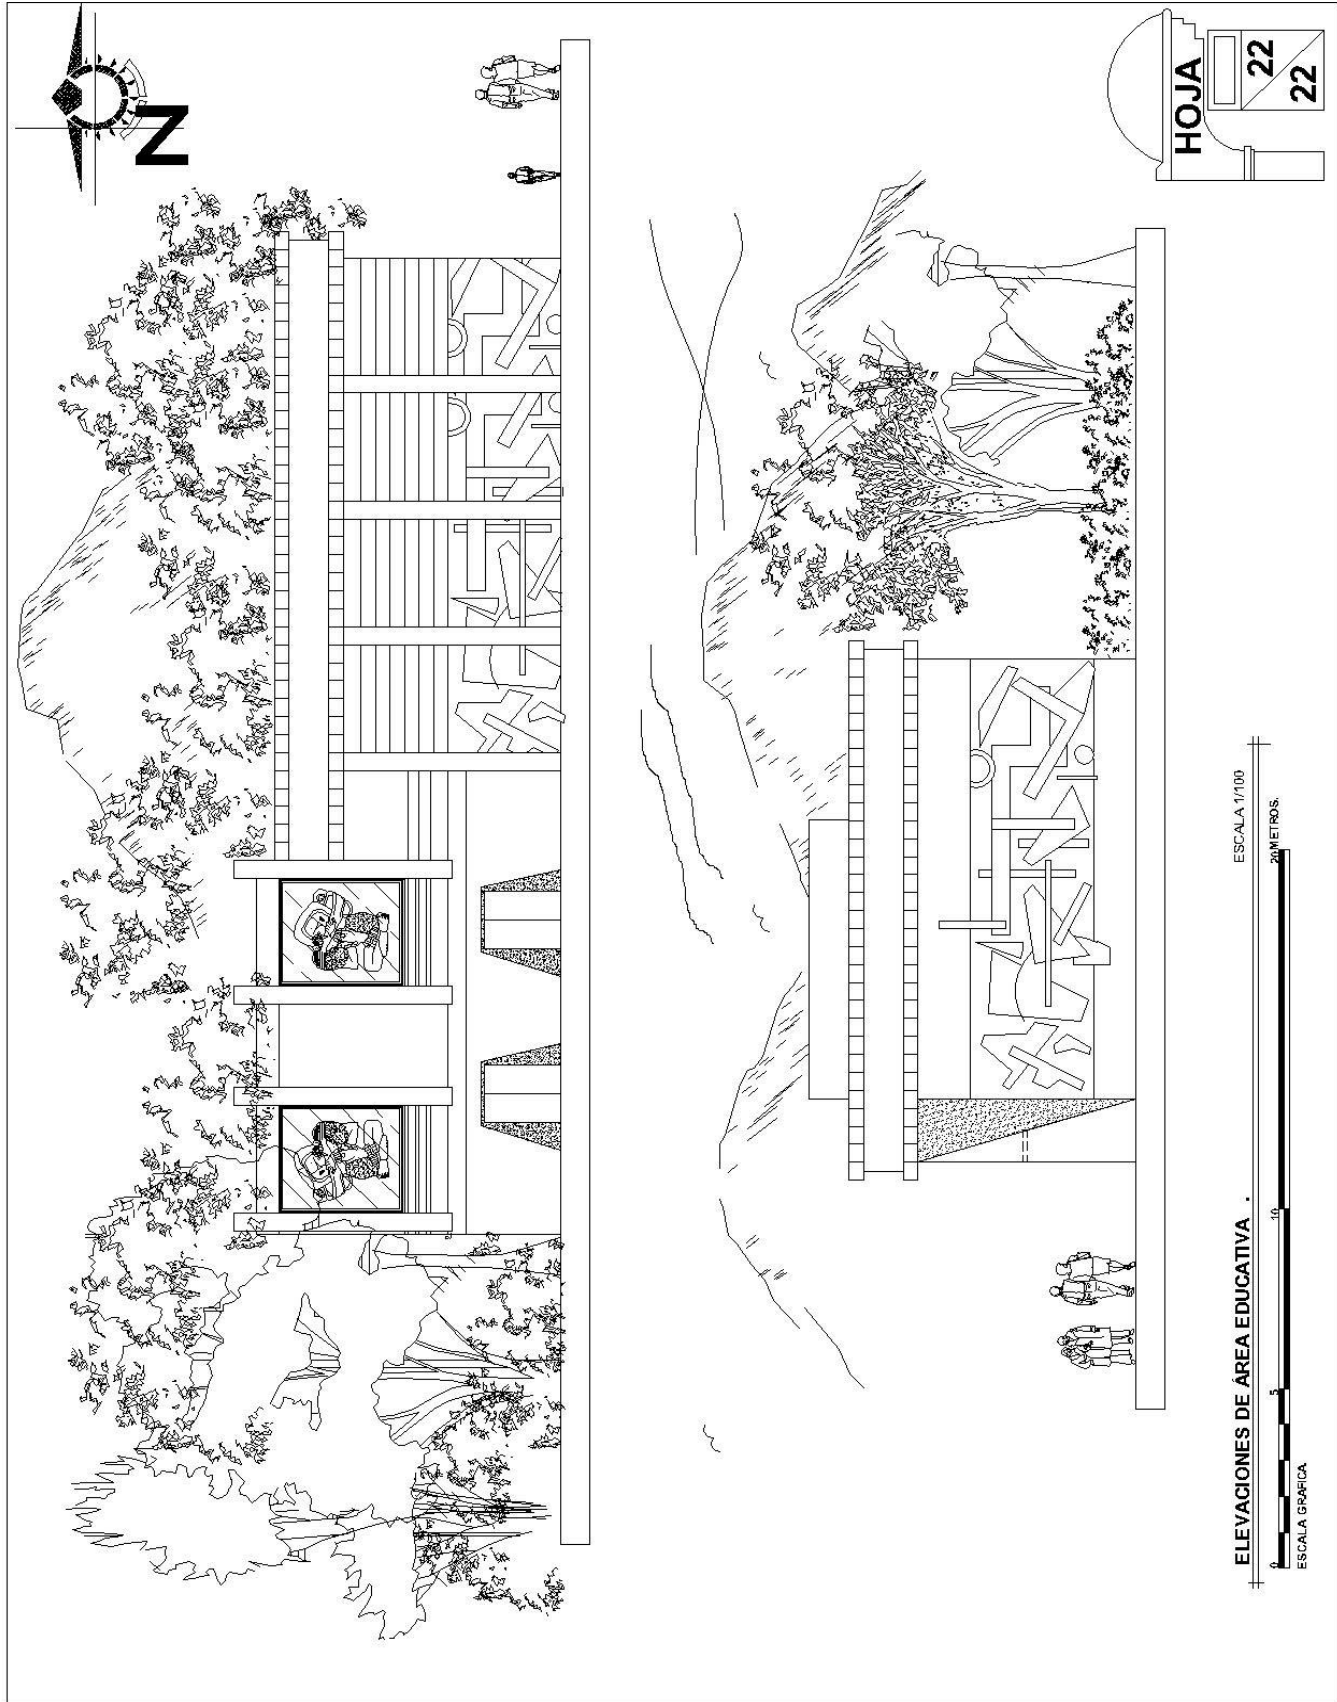 N
HOJA
22
22
ELEVACIONES DE ÁREA EDUCATIVA .
ESCALA 1/100
0 5 10 20 METROS.
ESCALA GRAFICA